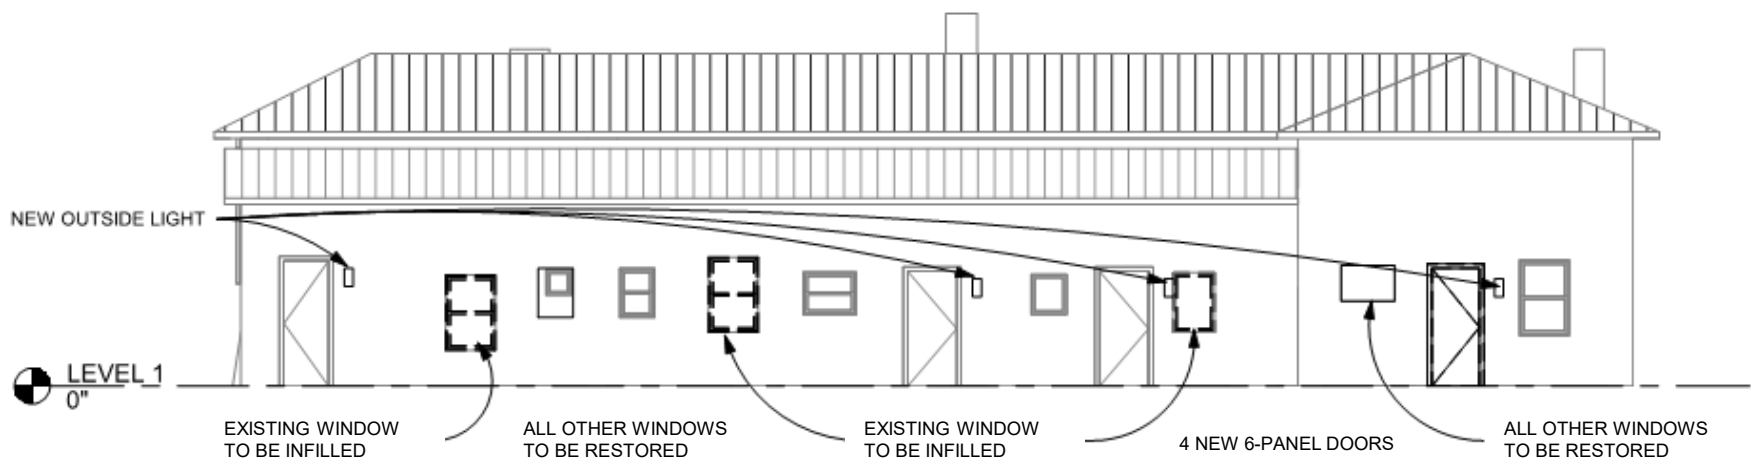 NEW OUTSIDE LIGHT
LEVEL 1
0"
EXISTING WINDOW
TO BE INFILLED
ALL OTHER WINDOWS
TO BE RESTORED
EXISTING WINDOW
TO BE INFILLED
4 NEW 6-PANEL DOORS
ALL OTHER WINDOWS
TO BE RESTORED